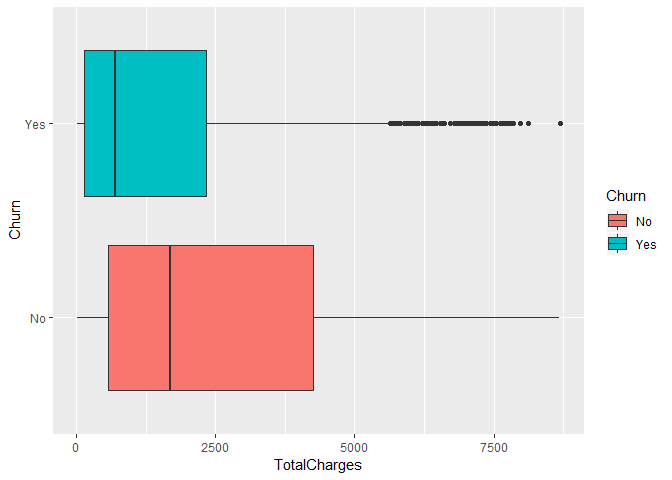 Yes
No
Churn
0
2500
5000
7500
TotalCharges
Churn
No
Yes